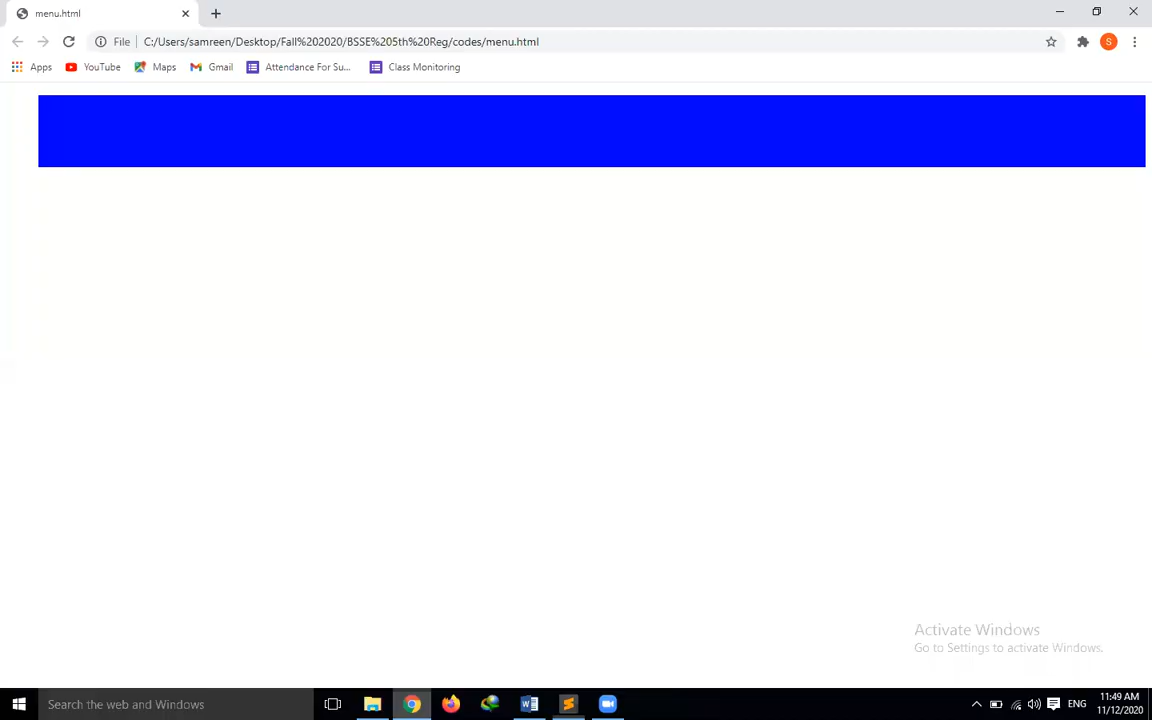 menu.html
File C:/Users/samreen/Desktop/Fall%202020/BSSE%205th%20Reg/codes/menu.html S
Apps YouTube Maps Gmail Attendance For Su... Class Monitoring
Activate Windows
Go to Settings to activate Windows.
Search the web and Windows
ENG
11:49 AM
11/12/2020